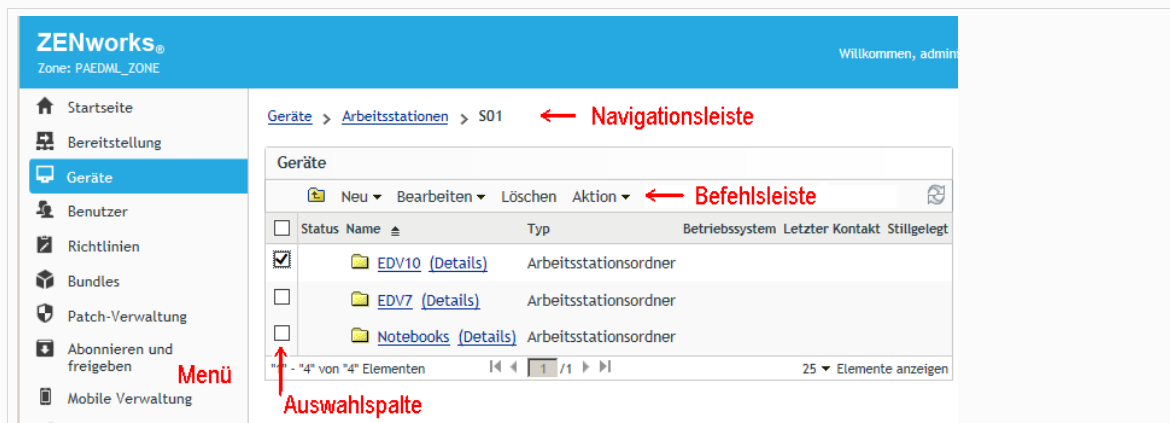 ZENworks®
Zone: PAEDML_ZONE
Willkommen, admini
Startseite
Bereitstellung
Geräte
Benutzer
Richtlinien
Bundles
Patch-Verwaltung
Abonnieren und
freigeben
Mobile Verwaltung
Menü
Geräte > Arbeitsstationen > S01
Navigationsleiste
Geräte
Neu Bearbeiten Löschen Aktion
Befehlsleiste
Status Name Typ Betriebssystem Letzter Kontakt Stillgelegt
EDV10 (Details) Arbeitsstationsordner
EDV7 (Details) Arbeitsstationsordner
Notebooks (Details) Arbeitsstationsordner
- "4" von "4" Elementen 1 /1 25 Elemente anzeigen
Auswahlspalte